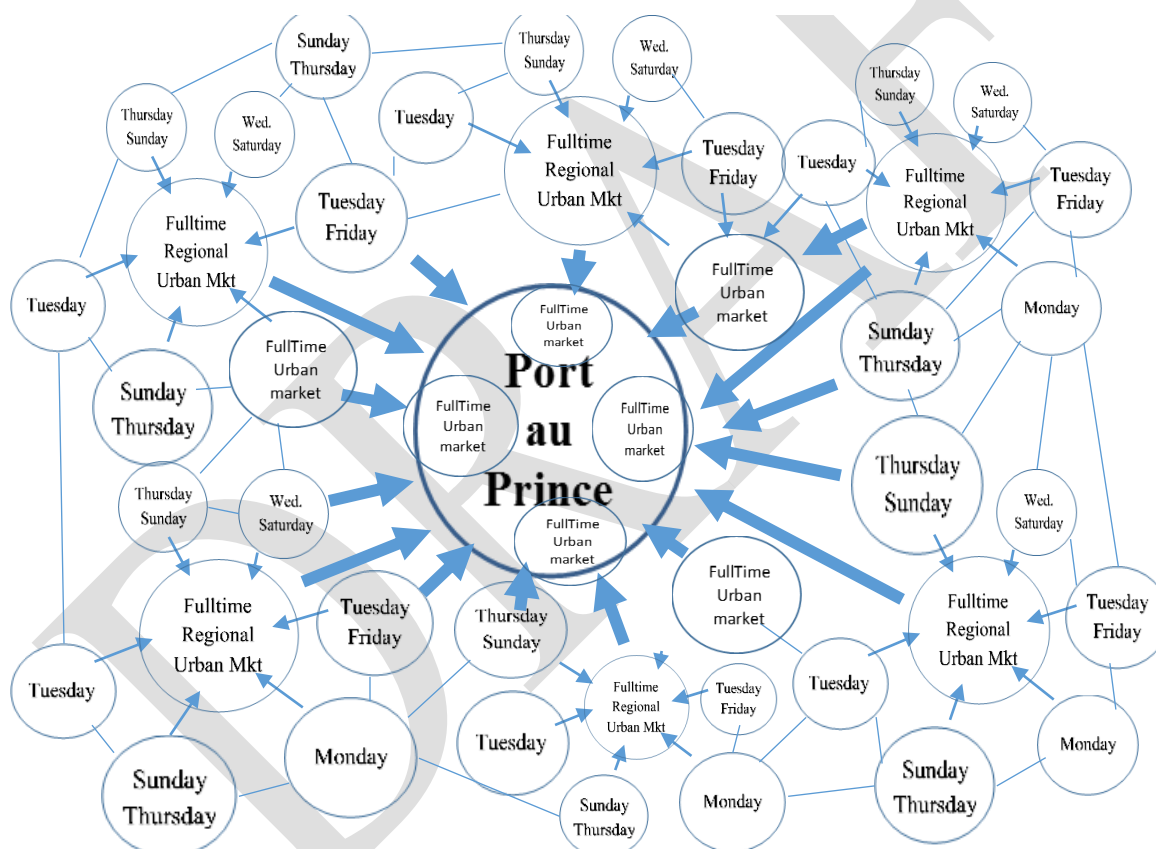 Sunday
Thursday
Thursday
Sunday
Wed.
Saturday
Thursday
Sunday
Wed.
Saturday
Thursday
Sunday
Wed.
Saturday
Tuesday
Fulltime
Regional
Urban Mkt
Tuesday
Friday
Tuesday
Fulltime
Regional
Urban Mkt
Tuesday
Friday
Tuesday
Friday
Fulltime
Regional
Urban Mkt
Tuesday
FullTime
Urban
market
Monday
FullTime
Urban
market
Sunday
Thursday
FullTime
Urban
market
Sunday
Thursday
Port
au
Prince
FullTime
Urban
market
FullTime
Urban
market
FullTime
Urban
market
Thursday
Sunday
Thursday
Sunday
Wed.
Saturday
Wed.
Saturday
Fulltime
Regional
Urban Mkt
Tuesday
Friday
Thursday
Sunday
FullTime
Urban
market
Fulltime
Regional
Urban Mkt
Tuesday
Friday
Tuesday
Tuesday
Fulltime
Regional
Urban Mkt
Tuesday
Friday
Monday
Tuesday
Monday
Sunday
Thursday
Sunday
Thursday
Monday
Sunday
Thursday
DRAFT